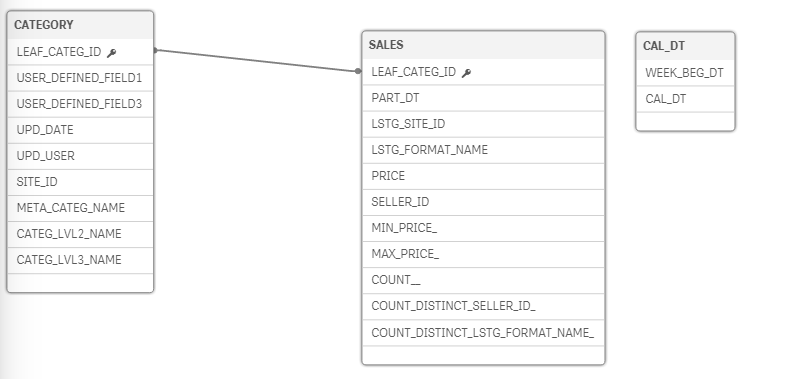 CATEGORY
LEAF_CATEG_ID
USER_DEFINED_FIELD1
USER_DEFINED_FIELD3
UPD_DATE
UPD_USER
SITE_ID
META_CATEG_NAME
CATEG_LVL2_NAME
CATEG_LVL3_NAME
SALES
LEAF_CATEG_ID
PART_DT
LSTG_SITE_ID
LSTG_FORMAT_NAME
PRICE
SELLER_ID
MIN_PRICE_
MAX_PRICE_
COUNT__
COUNT_DISTINCT_SELLER_ID_
COUNT_DISTINCT_LSTG_FORMAT_NAME_
CAL_DT
WEEK_BEG_DT
CAL_DT